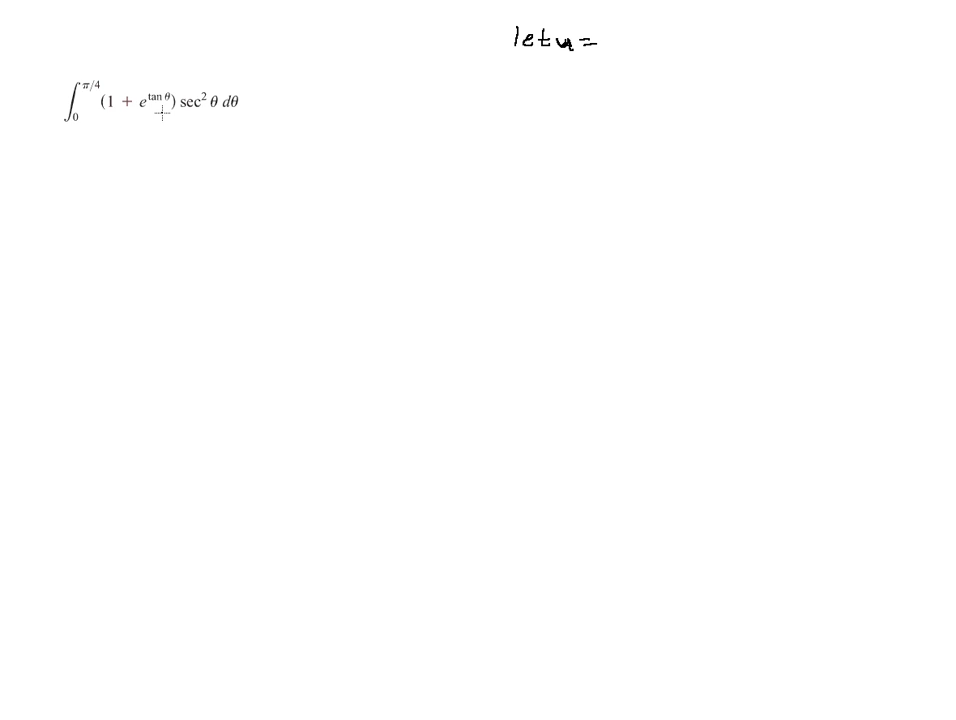 let u =
∫₀^{π/4} (1 + e^{tan θ}) sec² θ dθ